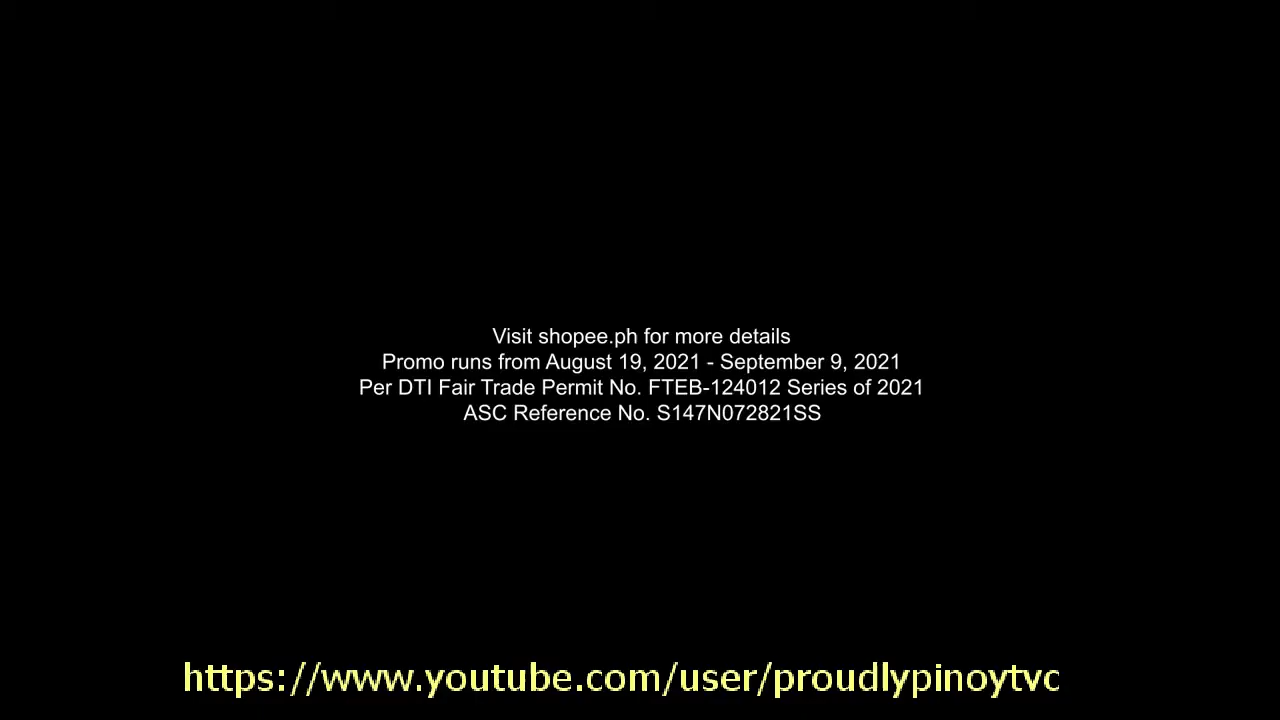 Visit shopee.ph for more details
Promo runs from August 19, 2021 - September 9, 2021
Per DTI Fair Trade Permit No. FTEB-124012 Series of 2021
ASC Reference No. S147N072821SS
https://www.youtube.com/user/proudlypinoytvc